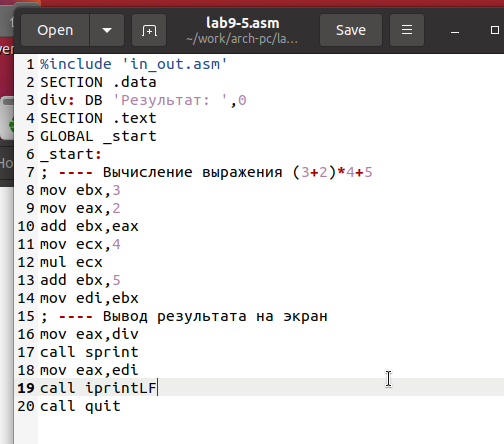 Open
lab9-5.asm
~/work/arch-pc/la...
Save
1 %include 'in_out.asm'
2 SECTION .data
3 div: DB 'Результат: ',0
4 SECTION .text
5 GLOBAL _start
6 _start:
7 ; ---- Вычисление выражения (3+2)*4+5
8 mov ebx,3
9 mov eax,2
10 add ebx,eax
11 mov ecx,4
12 mul ecx
13 add ebx,5
14 mov edi,ebx
15 ; ---- Вывод результата на экран
16 mov eax,div
17 call sprint
18 mov eax,edi
19 call iprintLF
20 call quit